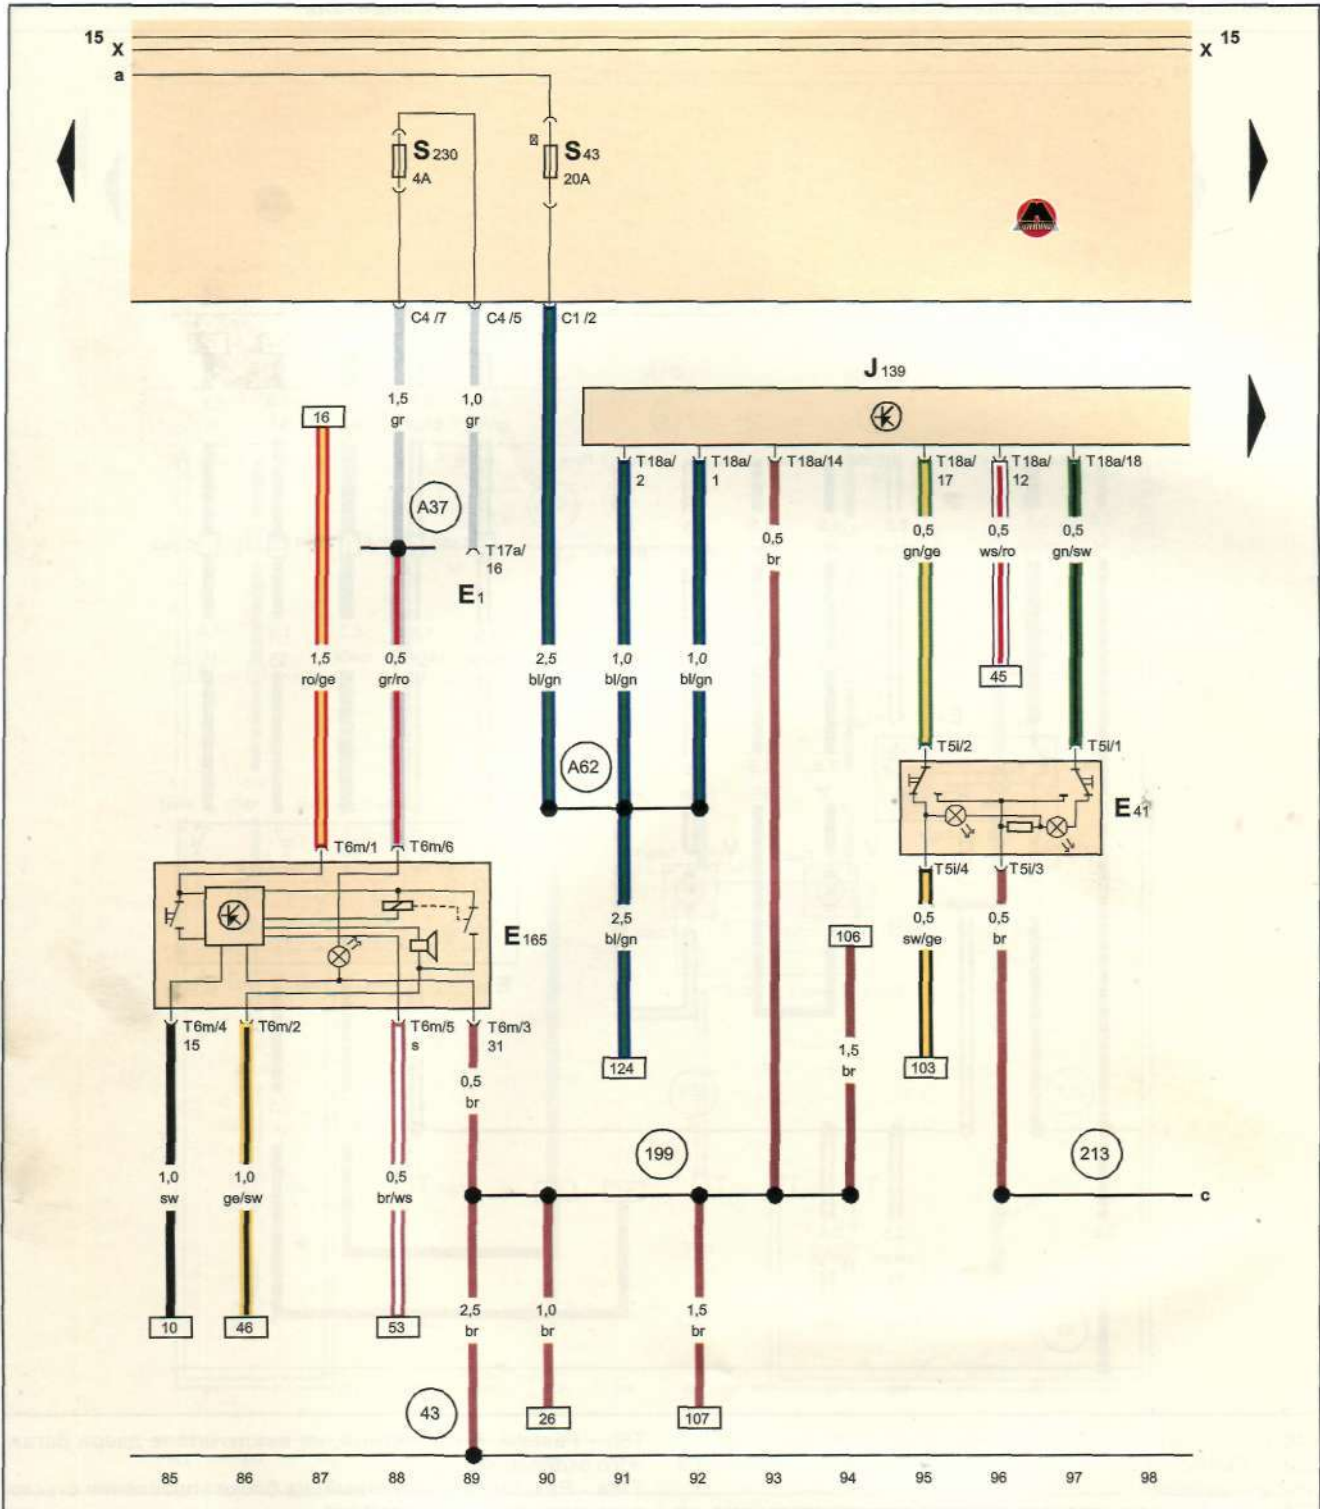 15 15
X X
a
S230
4A
S43
20A
C4 /7 C4 /5 C1 /2
J139
1,5
gr
1,0
gr
16
T18a/
2
T18a/
1
T18a/14
T18a/
17
T18a/
12
T18a/18
A37
0,5
br
0,5
gn/ge
0,5
ws/ro
0,5
gn/sw
T17a/
16
E1
1,5
ro/ge
0,5
gr/ro
2,5
bl/gn
1,0
bl/gn
1,0
bl/gn
45
T5i/2 T5i/1
A62
E41
T6m/1 T6m/6
T5i/4 T5i/3
2,5
bl/gn
0,5
sw/ge
0,5
br
E165
106
T6m/4
15
T6m/2
T6m/5
s
T6m/3
31
1,5
br
124
103
0,5
br
199
213
1,0
sw
1,0
ge/sw
0,5
br/ws
c
2,5
br
1,0
br
1,5
br
10 46 53
43
26
107
85 86 87 88 89 90 91 92 93 94 95 96 97 98